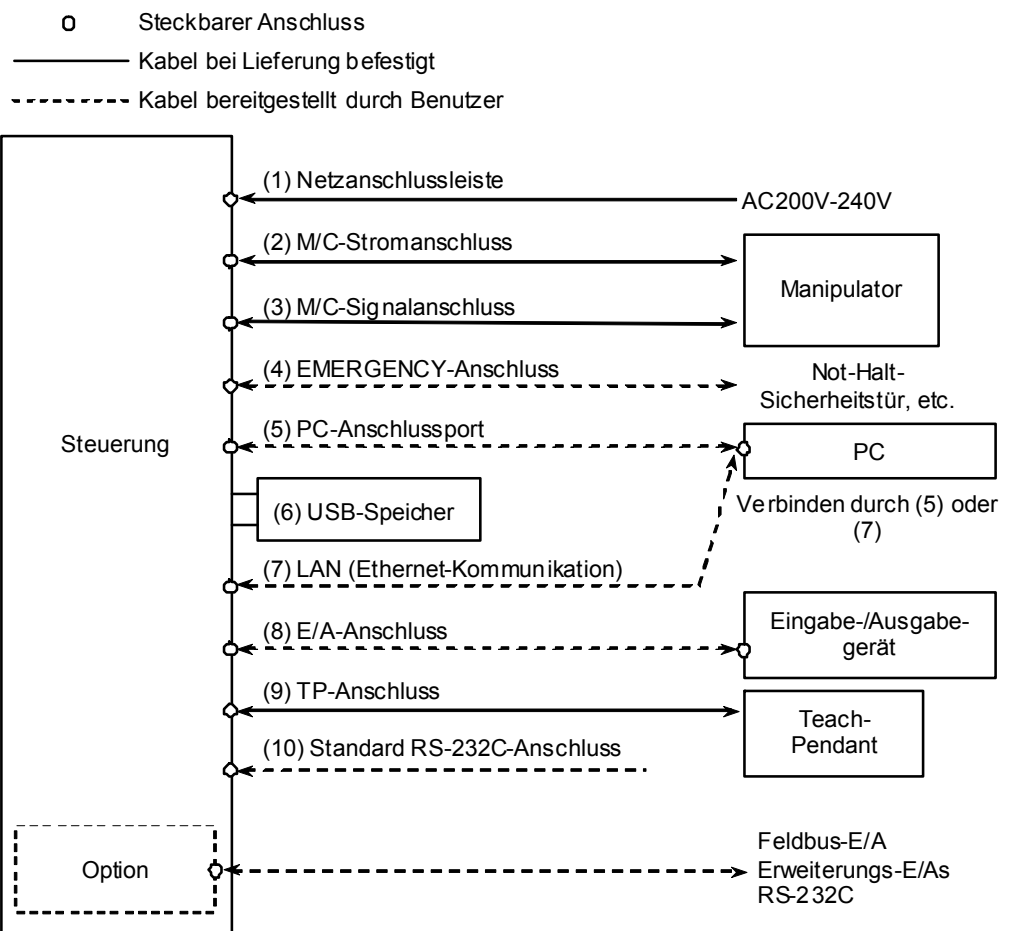 Steckbarer Anschluss
Kabel bei Lieferung befestigt
Kabel bereitgestellt durch Benutzer
(1) Netzanschlussleiste
AC200V-240V
(2) M/C-Stromanschluss
Manipulator
(3) M/C-Signalanschluss
(4) EMERGENCY-Anschluss
Not-Halt-
Sicherheitstür, etc.
Steuerung
(5) PC-Anschlussport
PC
(6) USB-Speicher
Verbinden durch (5) oder
(7)
(7) LAN (Ethernet-Kommunikation)
(8) E/A-Anschluss
Eingabe-/Ausgabe-
gerät
(9) TP-Anschluss
Teach-
Pendant
(10) Standard RS-232C-Anschluss
Option
Feldbus-E/A
Erweiterungs-E/As
RS-232C